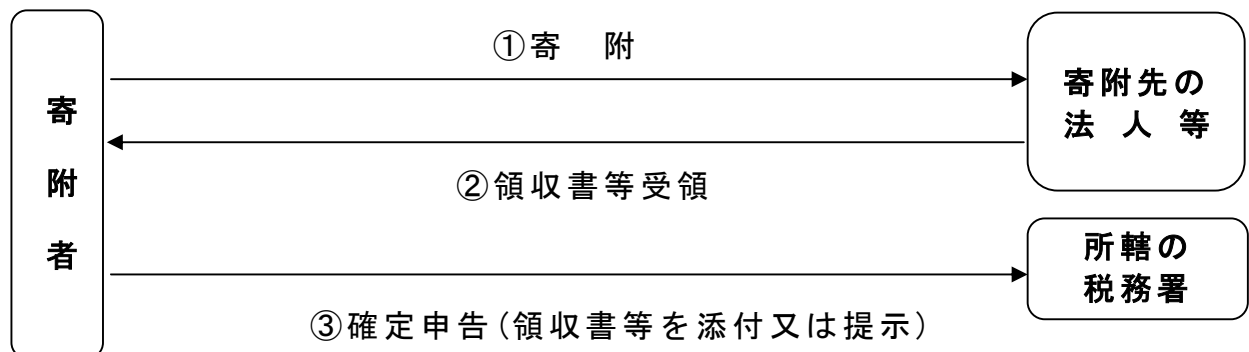 ①寄　附
寄附先の
法人等
寄附者
②領収書等受領
所轄の
税務署
③確定申告(領収書等を添付又は提示)